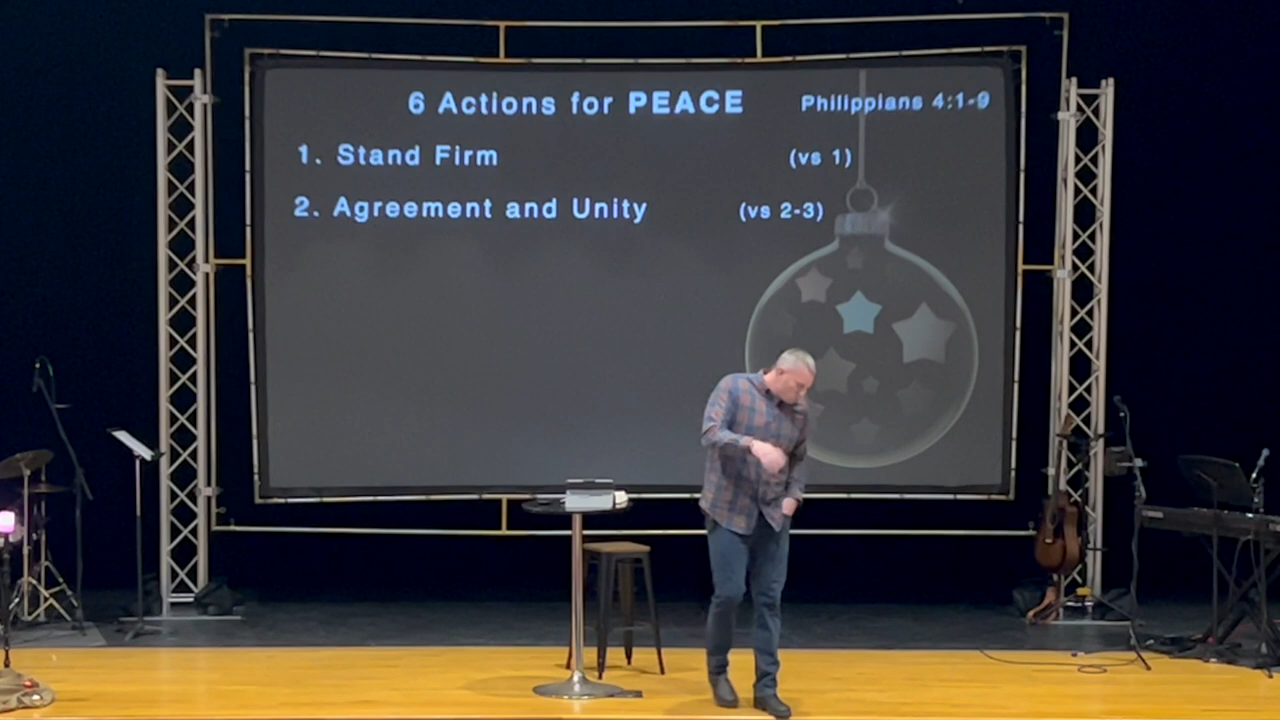 6 Actions for PEACE Philippians 4:1-9
1. Stand Firm (vs 1)
2. Agreement and Unity (vs 2-3)